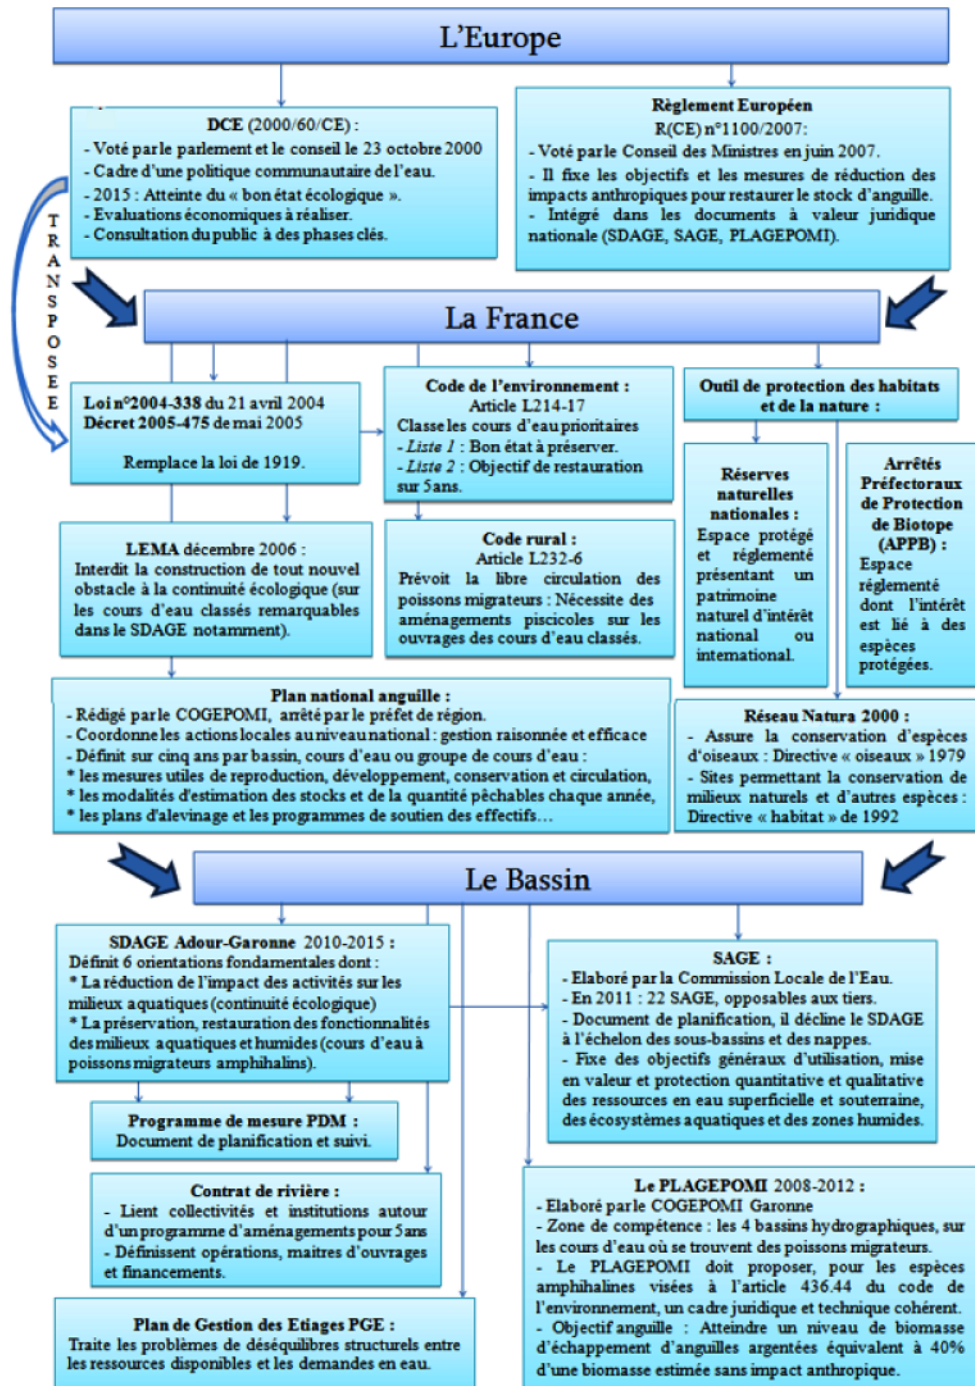 L'Europe
DCE (2000/60/CE) :
- Voté par le parlement et le conseil le 23 octobre 2000
- Cadre d'une politique communautaire de l'eau.
- 2015 : Atteinte du « bon état écologique ».
- Evaluations économiques à réaliser.
- Consultation du public à des phases clés.
Règlement Européen
R(CE) n°1100/2007:
- Voté par le Conseil des Ministres en juin 2007.
- Il fixe les objectifs et les mesures de réduction des
impacts anthropiques pour restaurer le stock d'anguille.
- Intégré dans les documents à valeur juridique
nationale (SDAGE, SAGE, PLAGEPOMI).
TRANSPOSEE
La France
Loi n°2004-338 du 21 avril 2004
Décret 2005-475 de mai 2005
Remplace la loi de 1919.
Code de l'environnement :
Article L214-17
Classe les cours d'eau prioritaires
- Liste 1 : Bon état à préserver.
- Liste 2 : Objectif de restauration
sur 5ans.
Outil de protection des habitats
et de la nature :
LEMA décembre 2006 :
Interdit la construction de tout nouvel
obstacle à la continuité écologique (sur
les cours d'eau classés remarquables
dans le SDAGE notamment).
Code rural :
Article L232-6
Prévoit la libre circulation des
poissons migrateurs : Nécessite des
aménagements piscicoles sur les
ouvrages des cours d'eau classés.
Réserves
naturelles
nationales :
Espace protégé
et réglementé
présentant un
patrimoine
naturel d'intérêt
national ou
international.
Arrêtés
Préfectoraux
de Protection
de Biotope
(APPB) :
Espace
réglementé
dont l'intérêt
est lié à des
espèces
protégées.
Plan national anguille :
- Rédigé par le COGEPOMI, arrêté par le préfet de région.
- Coordonne les actions locales au niveau national : gestion raisonnée et efficace
- Définit sur cinq ans par bassin, cours d'eau ou groupe de cours d'eau :
* les mesures utiles de reproduction, développement, conservation et circulation,
* les modalités d'estimation des stocks et de la quantité pêchables chaque année,
* les plans d'alevinage et les programmes de soutien des effectifs…
Réseau Natura 2000 :
- Assure la conservation d'espèces
d'oiseaux : Directive « oiseaux » 1979
- Sites permettant la conservation de
milieux naturels et d'autres espèces :
Directive « habitat » de 1992
Le Bassin
SDAGE Adour-Garonne 2010-2015 :
Définit 6 orientations fondamentales dont :
* La réduction de l'impact des activités sur les
milieux aquatiques (continuité écologique)
* La préservation, restauration des fonctionnalités
des milieux aquatiques et humides (cours d'eau à
poissons migrateurs amphihalins).
SAGE :
- Elaboré par la Commission Locale de l'Eau.
- En 2011 : 22 SAGE, opposables aux tiers.
- Document de planification, il décline le SDAGE
à l'échelon des sous-bassins et des nappes.
- Fixe des objectifs généraux d'utilisation, mise
en valeur et protection quantitative et qualitative
des ressources en eau superficielle et souterraine,
des écosystèmes aquatiques et des zones humides.
Programme de mesure PDM :
Document de planification et suivi.
Contrat de rivière :
- Lient collectivités et institutions autour
d'un programme d'aménagements pour 5ans
- Définissent opérations, maitres d'ouvrages
et financements.
Plan de Gestion des Etiages PGE :
Traite les problèmes de déséquilibres structurels entre
les ressources disponibles et les demandes en eau.
Le PLAGEPOMI 2008-2012 :
- Elaboré par le COGEPOMI Garonne
- Zone de compétence : les 4 bassins hydrographiques, sur
les cours d'eau où se trouvent des poissons migrateurs.
- Le PLAGEPOMI doit proposer, pour les espèces
amphihalines visées à l'article 436.44 du code de
l'environnement, un cadre juridique et technique cohérent.
- Objectif anguille : Atteindre un niveau de biomasse
d'échappement d'anguilles argentées équivalent à 40%
d'une biomasse estimée sans impact anthropique.